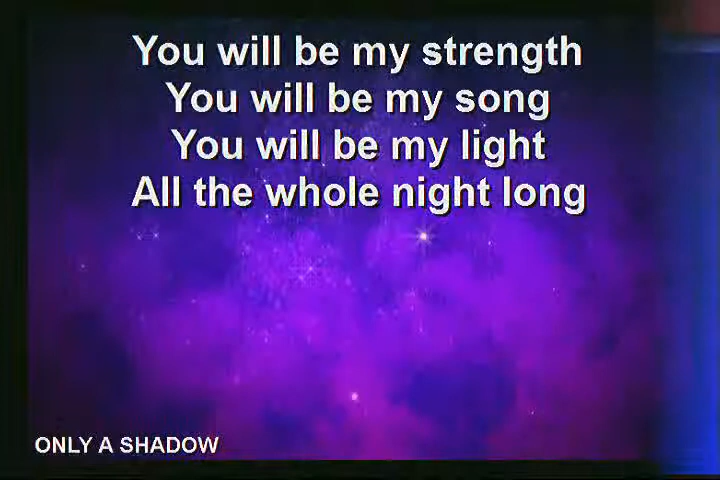 You will be my strength
You will be my song
You will be my light
All the whole night long
ONLY A SHADOW